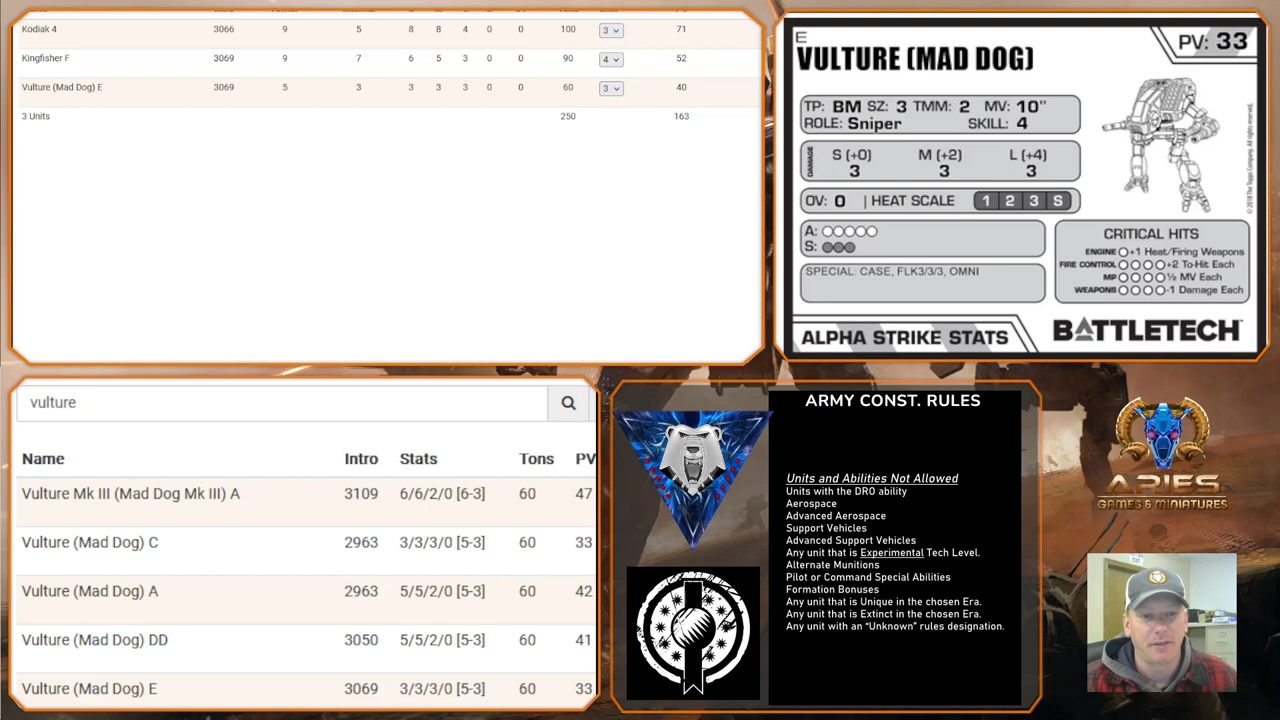 Kodiak 4 3066 9 5 8 8 4 0 0 100 3 71
Kingfisher F 3069 9 7 6 5 3 0 0 90 4 52
Vulture (Mad Dog) E 3069 5 3 3 3 3 0 0 60 3 40
3 Units 250 163
E
VULTURE (MAD DOG)
PV: 33
TP: BM SZ: 3 TMM: 2 MV: 10"
ROLE: Sniper SKILL: 4
DAMAGE
S (+0) M (+2) L (+4)
3 3 3
OV: 0 | HEAT SCALE 1 2 3 S
A:
S:
SPECIAL: CASE, FLK3/3/3, OMNI
CRITICAL HITS
ENGINE +1 Heat/Firing Weapons
FIRE CONTROL +2 To-Hit Each
MP ½ MV Each
WEAPONS -1 Damage Each
© 2018 The Topps Company. All rights reserved.
ALPHA STRIKE STATS
BATTLETECH
vulture
Name Intro Stats Tons PV
Vulture Mk III (Mad Dog Mk III) A 3109 6/6/2/0 [6-3] 60 47
Vulture (Mad Dog) C 2963 3/3/3/0 [5-3] 60 33
Vulture (Mad Dog) A 2963 5/5/2/0 [5-3] 60 42
Vulture (Mad Dog) DD 3050 5/5/2/0 [5-3] 60 41
Vulture (Mad Dog) E 3069 3/3/3/0 [5-3] 60 33
ARMY CONST. RULES
Units and Abilities Not Allowed
Units with the DRO ability
Aerospace
Advanced Aerospace
Support Vehicles
Advanced Support Vehicles
Any unit that is Experimental Tech Level.
Alternate Munitions
Pilot or Command Special Abilities
Formation Bonuses
Any unit that is Unique in the chosen Era.
Any unit that is Extinct in the chosen Era.
Any unit with an "Unknown" rules designation.
ARIES
GAMES & MINIATURES